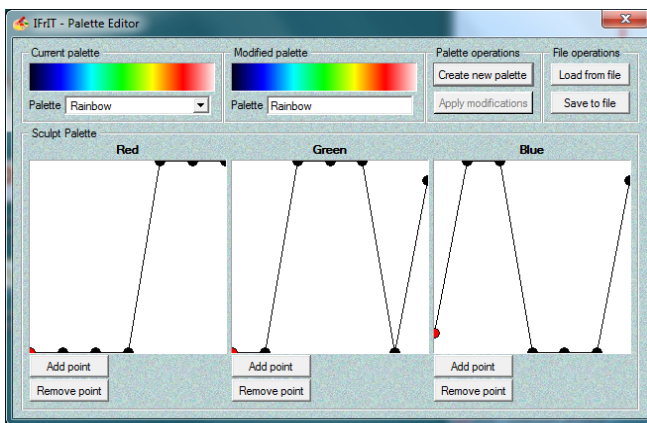 IFrIT - Palette Editor
Current palette
Modified palette
Palette operations
File operations
Create new palette
Load from file
Palette Rainbow
Palette Rainbow
Apply modifications
Save to file
Sculpt Palette
Red
Green
Blue
Add point
Add point
Add point
Remove point
Remove point
Remove point